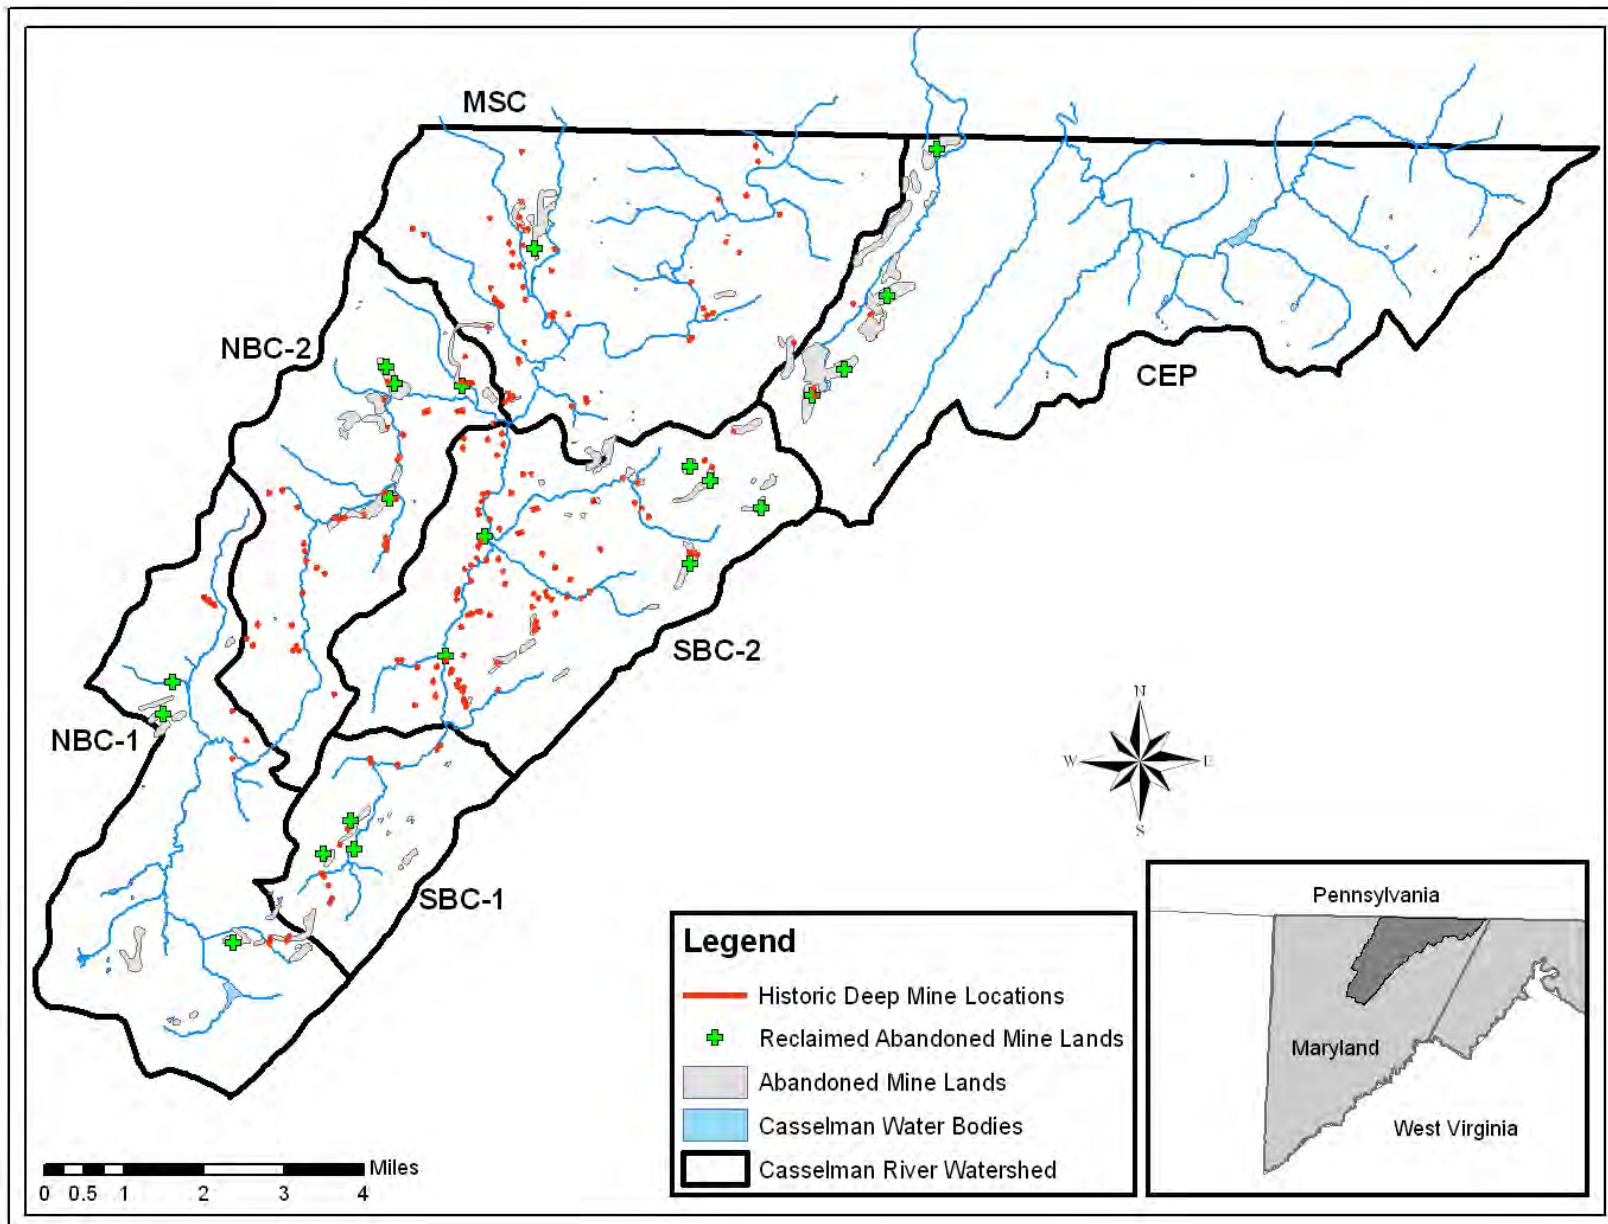 MSC
NBC-2
CEP
SBC-2
NBC-1
SBC-1
N
W E
S
Legend
Historic Deep Mine Locations
Reclaimed Abandoned Mine Lands
Abandoned Mine Lands
Casselman Water Bodies
Casselman River Watershed
Pennsylvania
Maryland
West Virginia
Miles
0 0.5 1 2 3 4